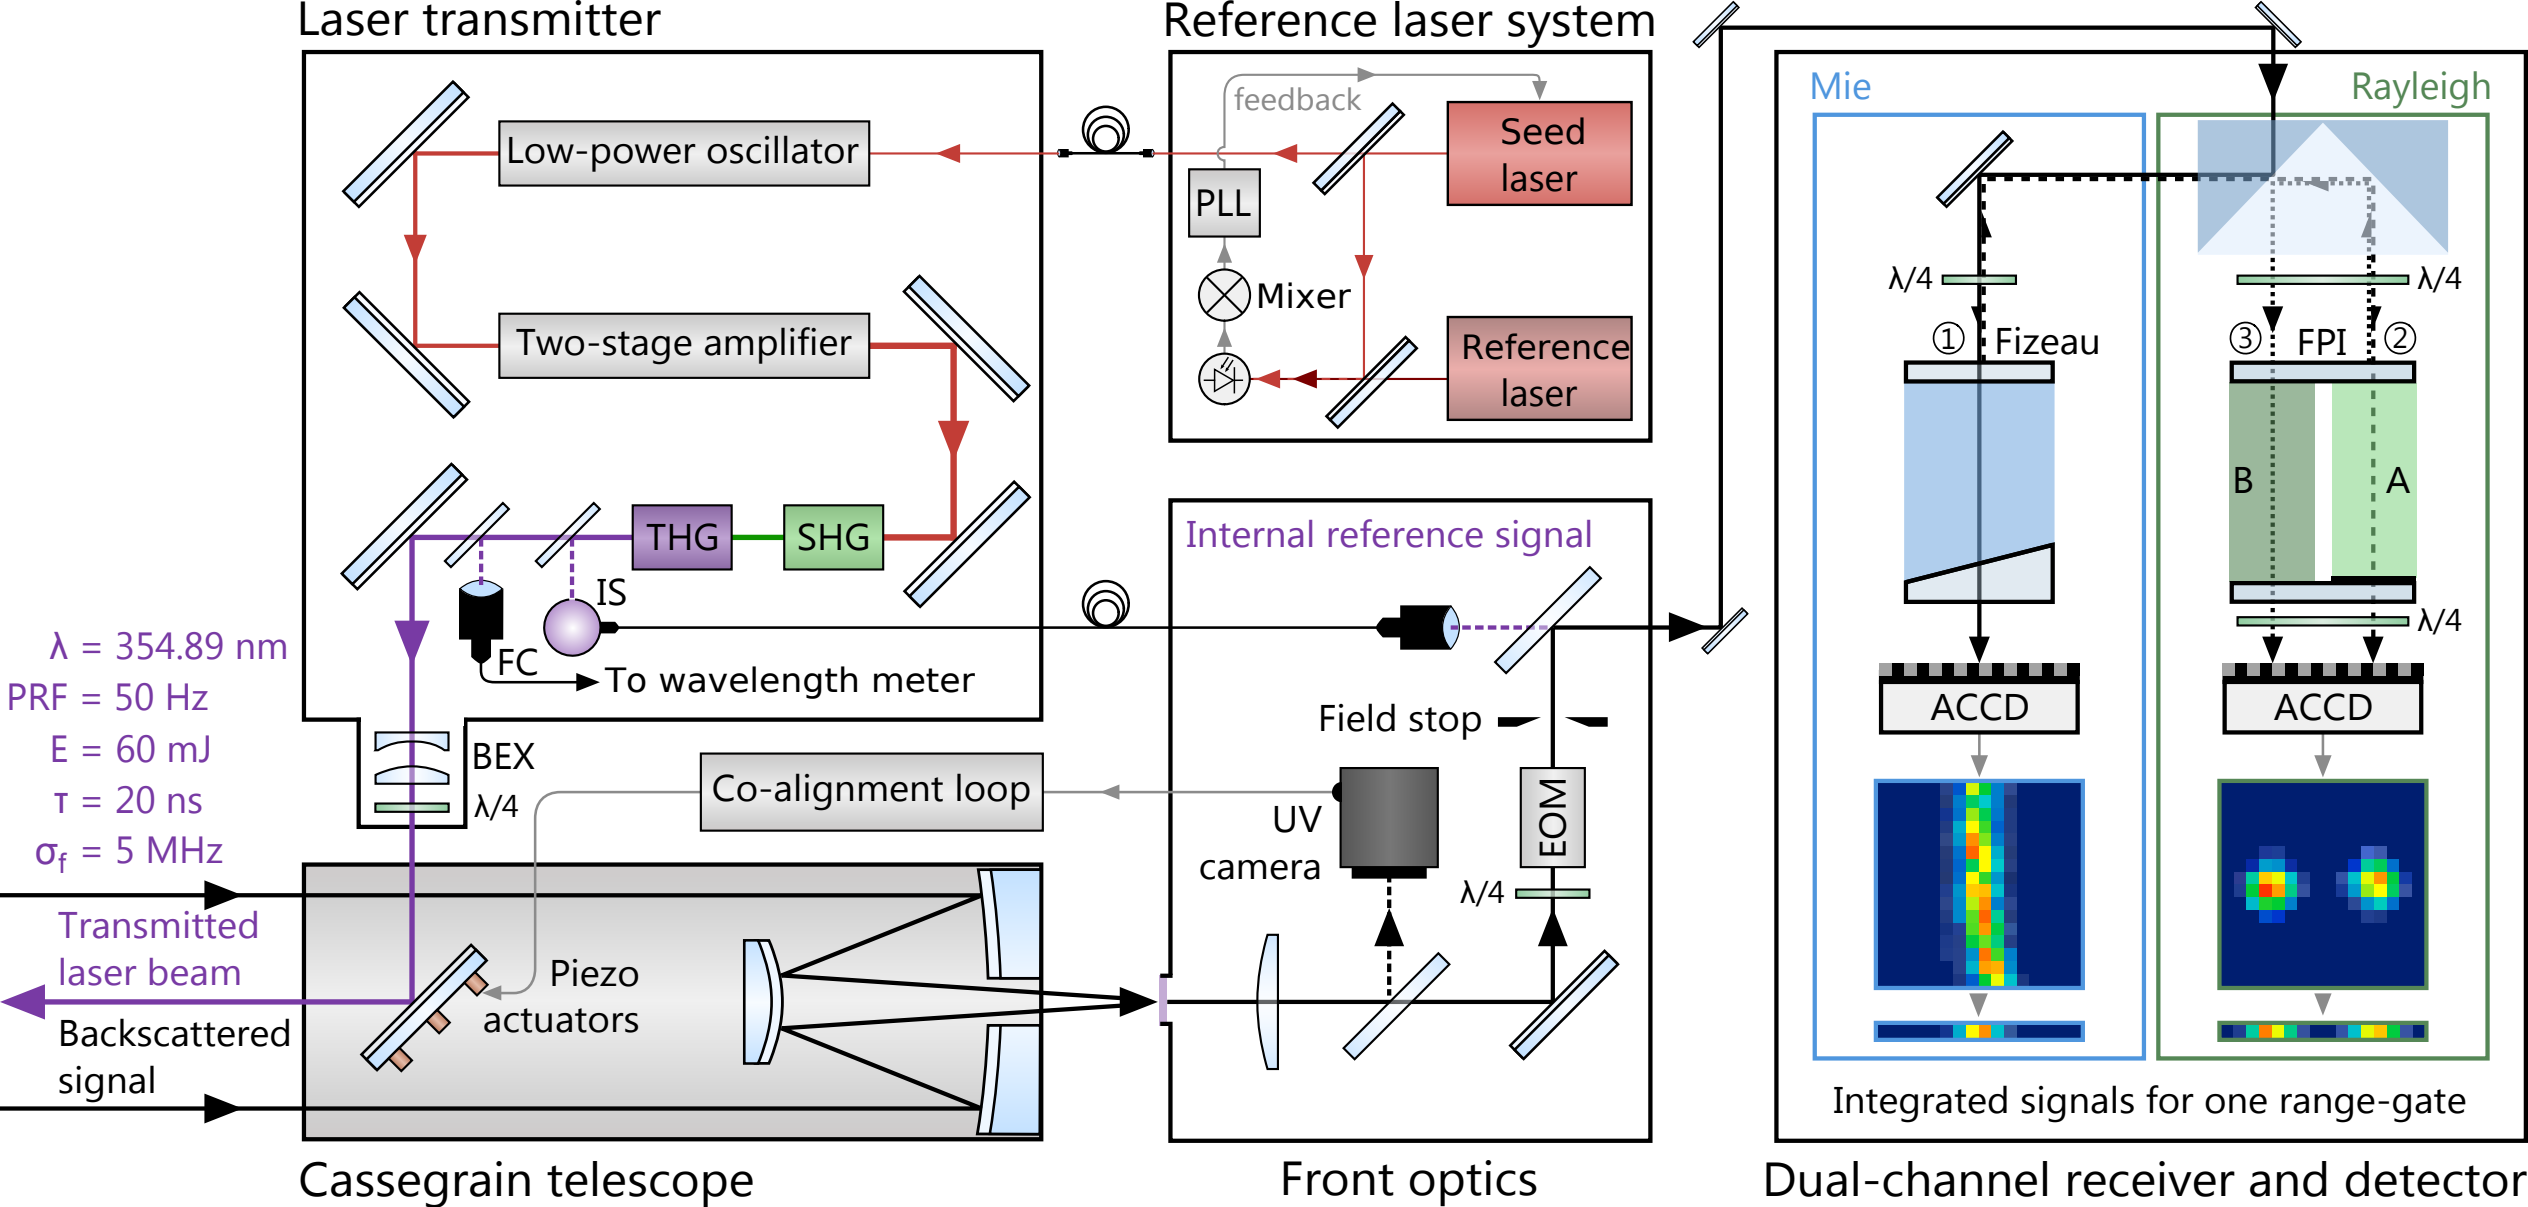 Laser transmitter
Low-power oscillator
Two-stage amplifier
THG
SHG
IS
FC
To wavelength meter
BEX
λ/4
λ = 354.89 nm
PRF = 50 Hz
E = 60 mJ
τ = 20 ns
σf = 5 MHz
Transmitted
laser beam
Backscattered
signal
Co-alignment loop
Piezo
actuators
Cassegrain telescope
Reference laser system
feedback
Seed
laser
PLL
Mixer
Reference
laser
Internal reference signal
Field stop
UV
camera
EOM
λ/4
Front optics
Mie
Rayleigh
λ/4
λ/4
① Fizeau
③ FPI ②
B
A
λ/4
ACCD
ACCD
Integrated signals for one range-gate
Dual-channel receiver and detector